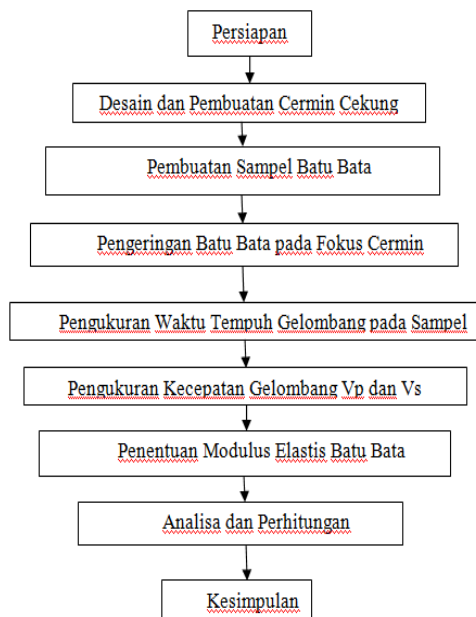 Persiapan
Desain dan Pembuatan Cermin Cekung
Pembuatan Sampel Batu Bata
Pengeringan Batu Bata pada Fokus Cermin
Pengukuran Waktu Tempuh Gelombang pada Sampel
Pengukuran Kecepatan Gelombang Vp dan Vs
Penentuan Modulus Elastis Batu Bata
Analisa dan Perhitungan
Kesimpulan